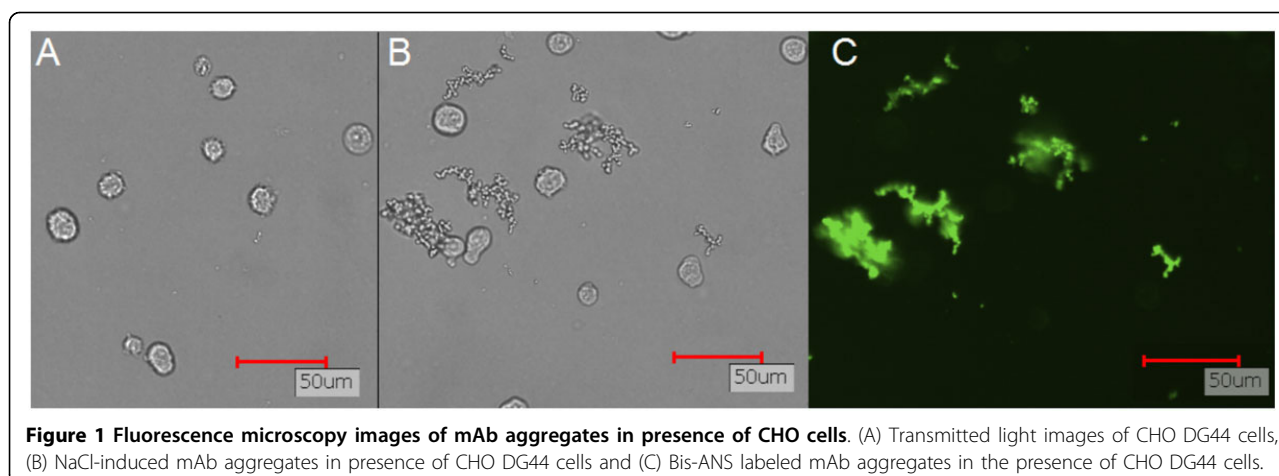 A
B
C
50um
50um
50um
Figure 1 Fluorescence microscopy images of mAb aggregates in presence of CHO cells. (A) Transmitted light images of CHO DG44 cells,
(B) NaCl-induced mAb aggregates in presence of CHO DG44 cells and (C) Bis-ANS labeled mAb aggregates in the presence of CHO DG44 cells.